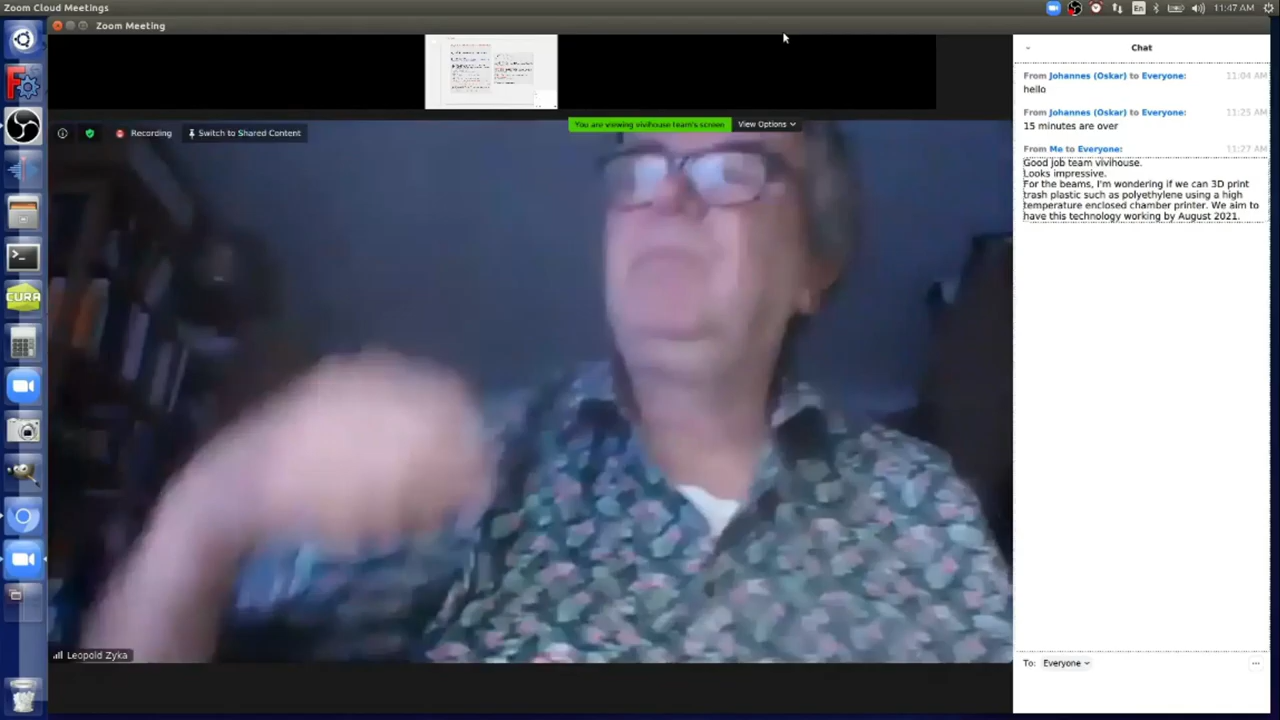 Zoom Cloud Meetings
En
11:47 AM
Zoom Meeting
Chat
From Johannes (Oskar) to Everyone: 11:04 AM
hello
From Johannes (Oskar) to Everyone: 11:25 AM
15 minutes are over
From Me to Everyone: 11:27 AM
Good job team vivihouse.
Looks impressive.
For the beams, I'm wondering if we can 3D print
trash plastic such as polyethylene using a high
temperature enclosed chamber printer. We aim to
have this technology working by August 2021.
Recording
Switch to Shared Content
You are viewing vivihouse team's screen
View Options
CURA
Leopold Zyka
To: Everyone